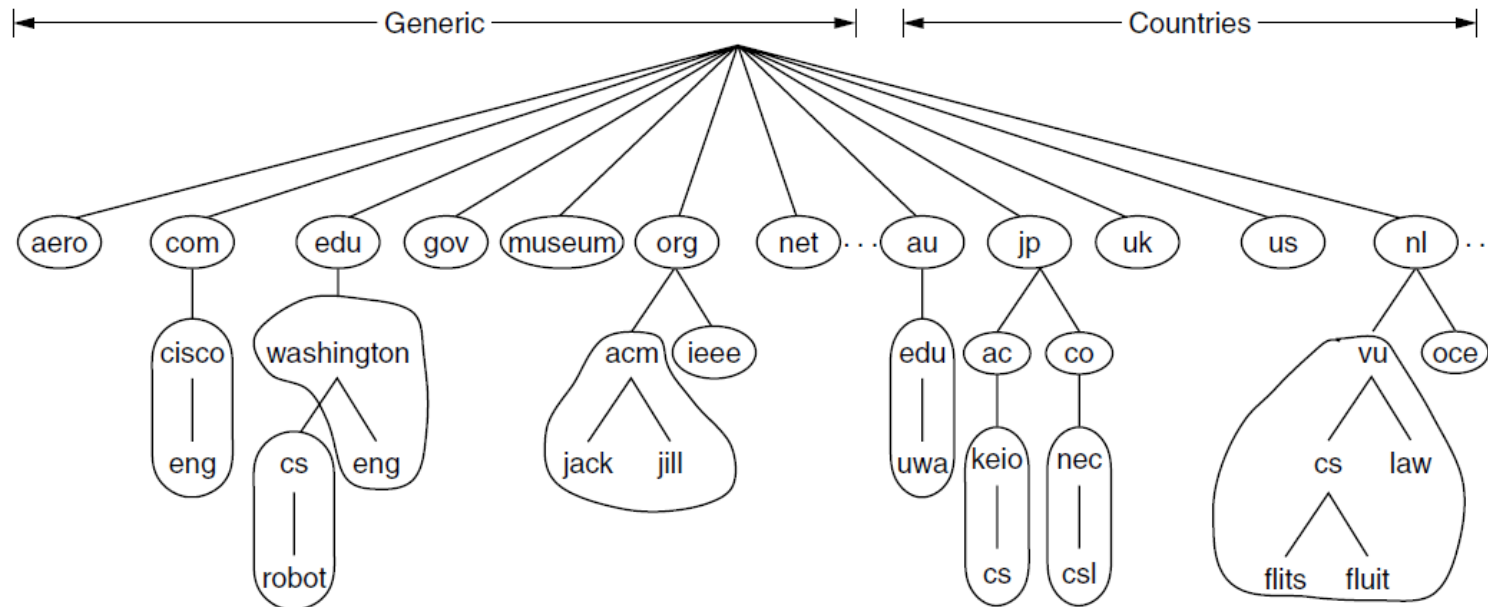 Generic Countries
aero com edu gov museum org net ... au jp uk us nl ...
cisco washington acm ieee edu ac co vu oce
eng cs eng jack jill uwa keio nec cs law
robot cs csl flits fluit